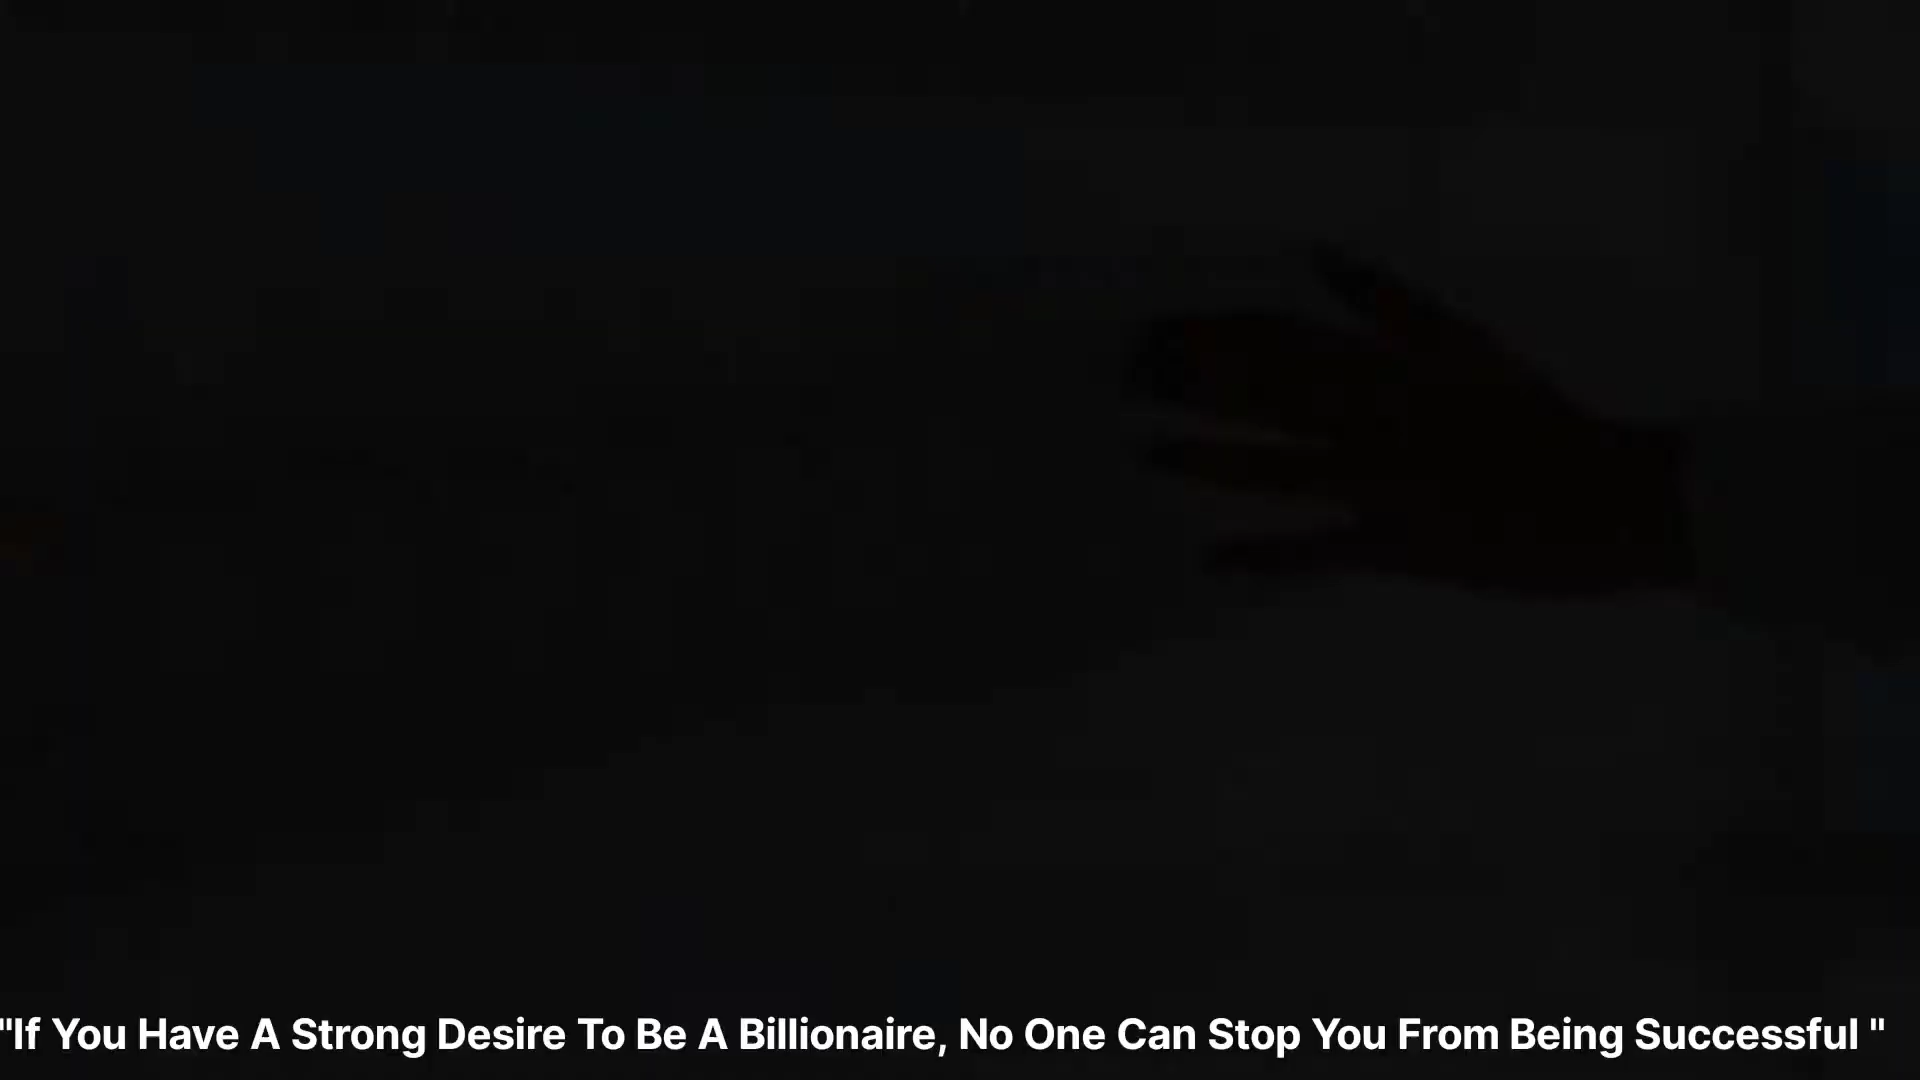 "If You Have A Strong Desire To Be A Billionaire, No One Can Stop You From Being Successful "